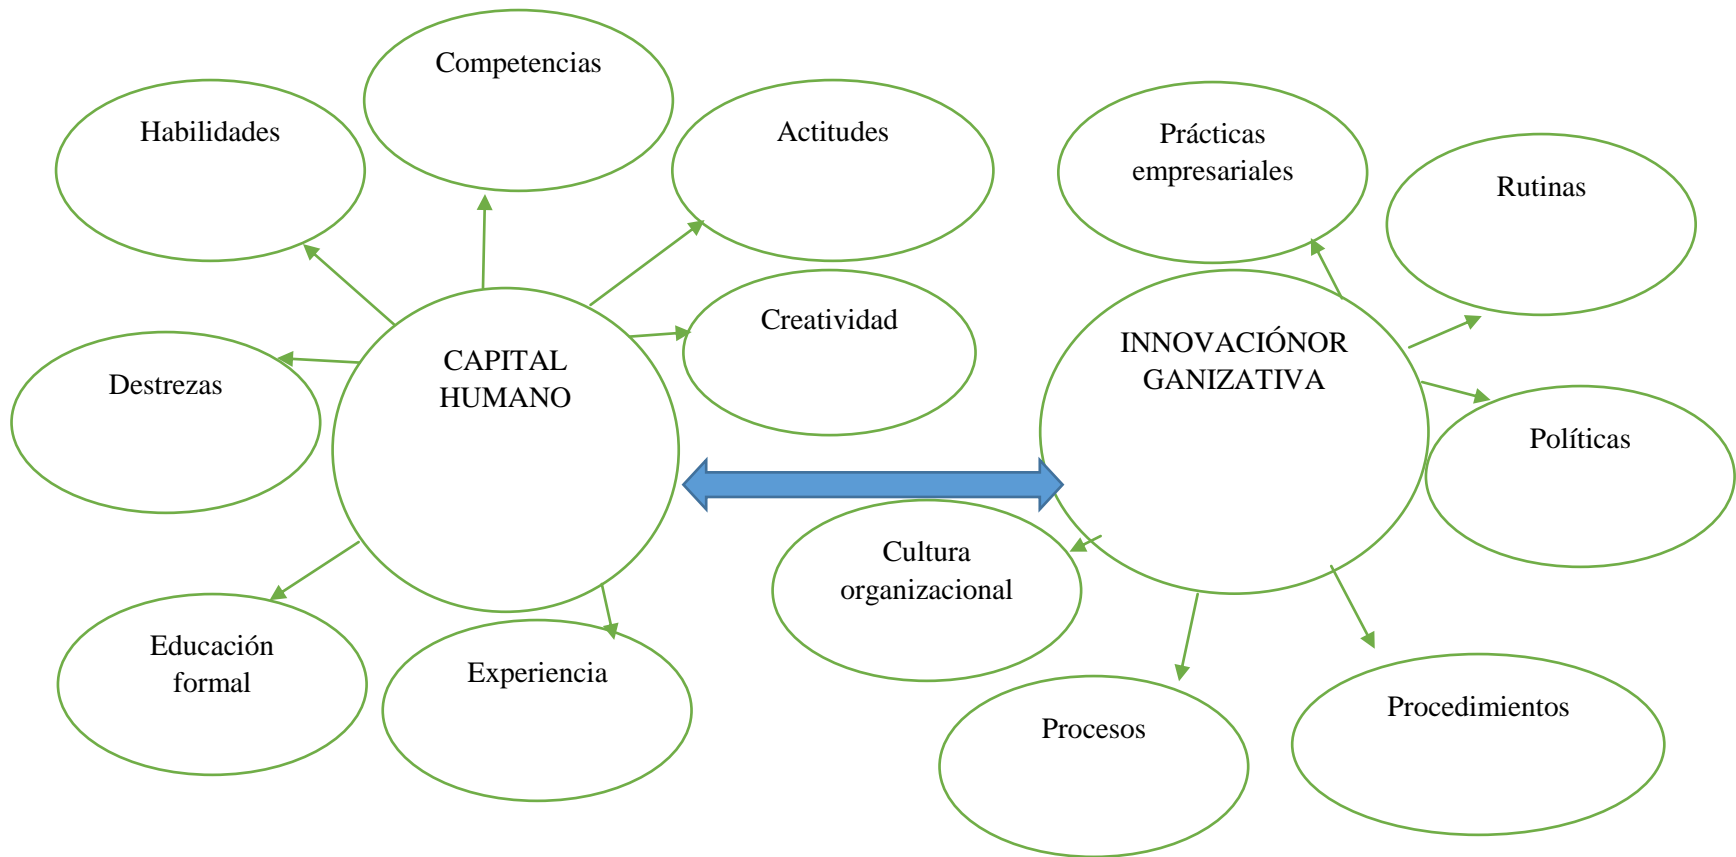 Competencias
Habilidades
Actitudes
Prácticas
empresariales
Rutinas
Creatividad
CAPITAL
HUMANO
INNOVACIÓNOR
GANIZATIVA
Destrezas
Políticas
Cultura
organizacional
Educación
formal
Experiencia
Procesos
Procedimientos